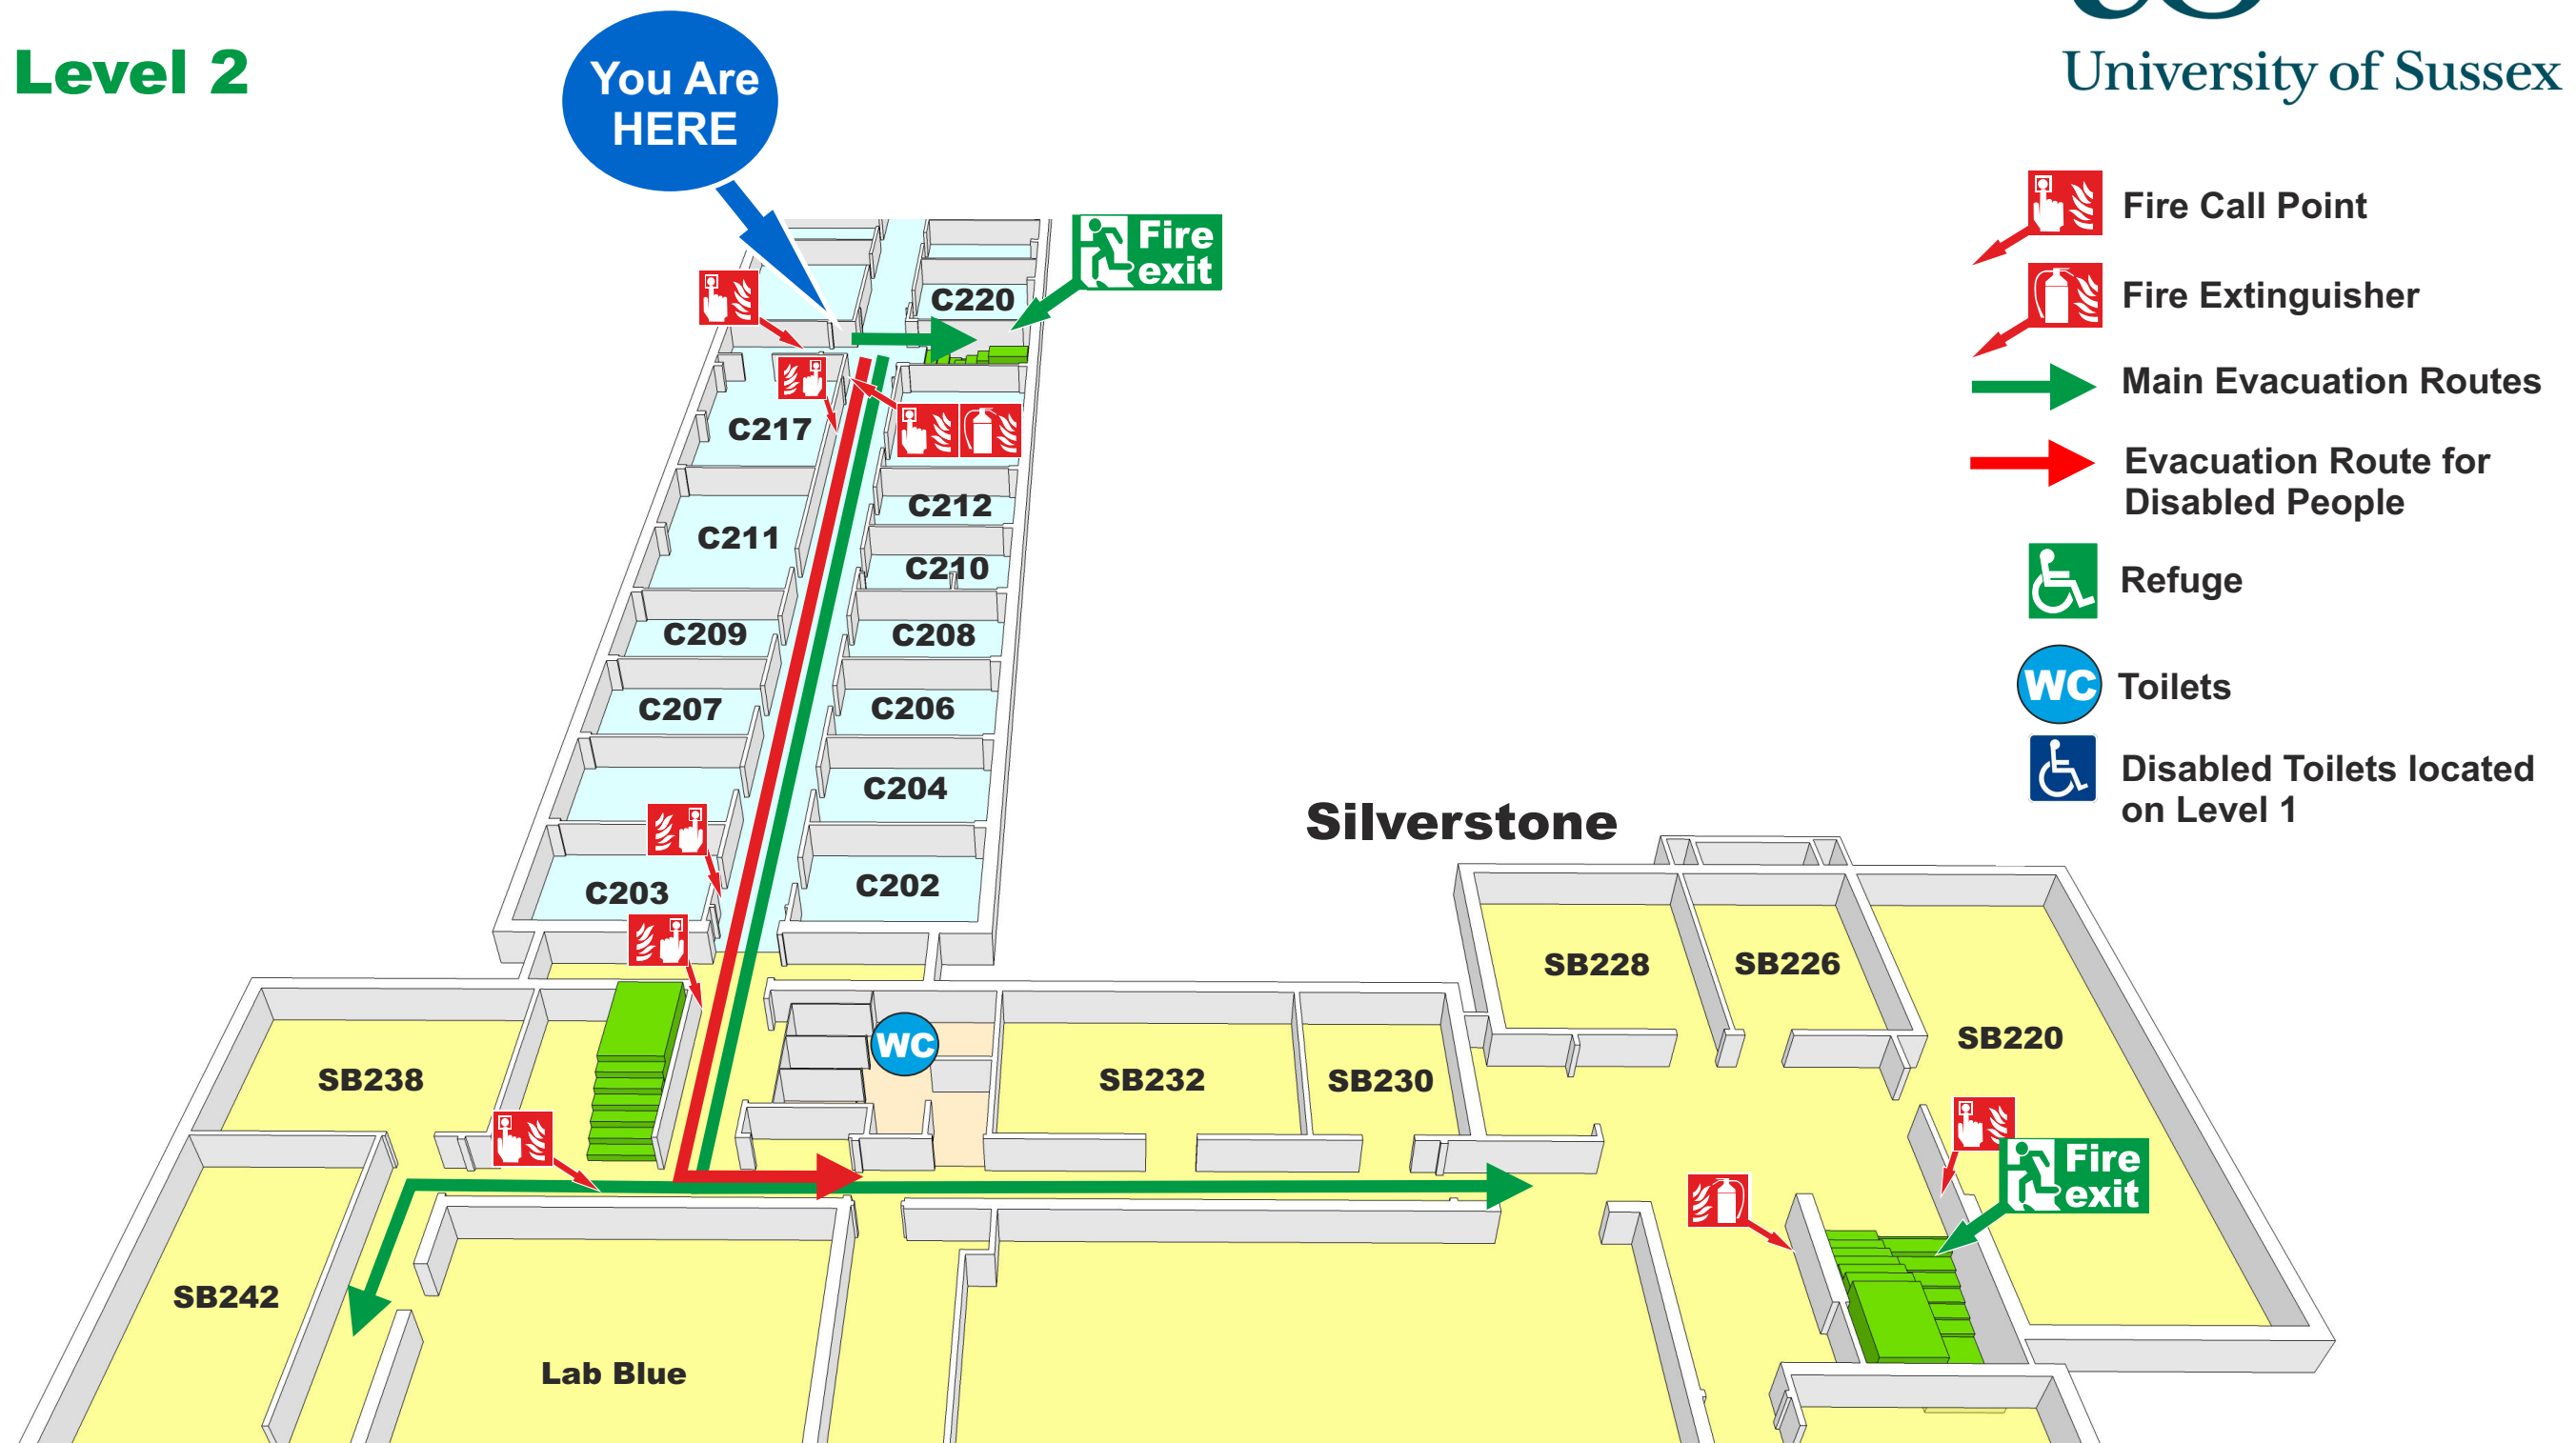 Level 2
You Are
HERE
University of Sussex
Fire Call Point
Fire Extinguisher
Main Evacuation Routes
Evacuation Route for
Disabled People
Refuge
WC
Toilets
Disabled Toilets located
on Level 1
Fire
exit
C220
C217
C212
C211
C210
C209
C208
C207
C206
C204
C203
C202
Silverstone
SB228
SB226
SB220
SB238
WC
SB232
SB230
Fire
exit
SB242
Lab Blue